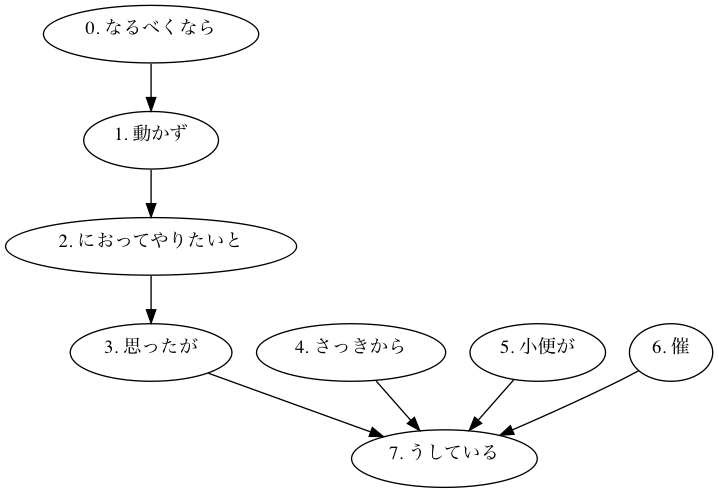 0. なるべくなら
1. 動かず
2. におってやりたいと
3. 思ったが
4. さっきから
5. 小便が
6. 催
7. うしている